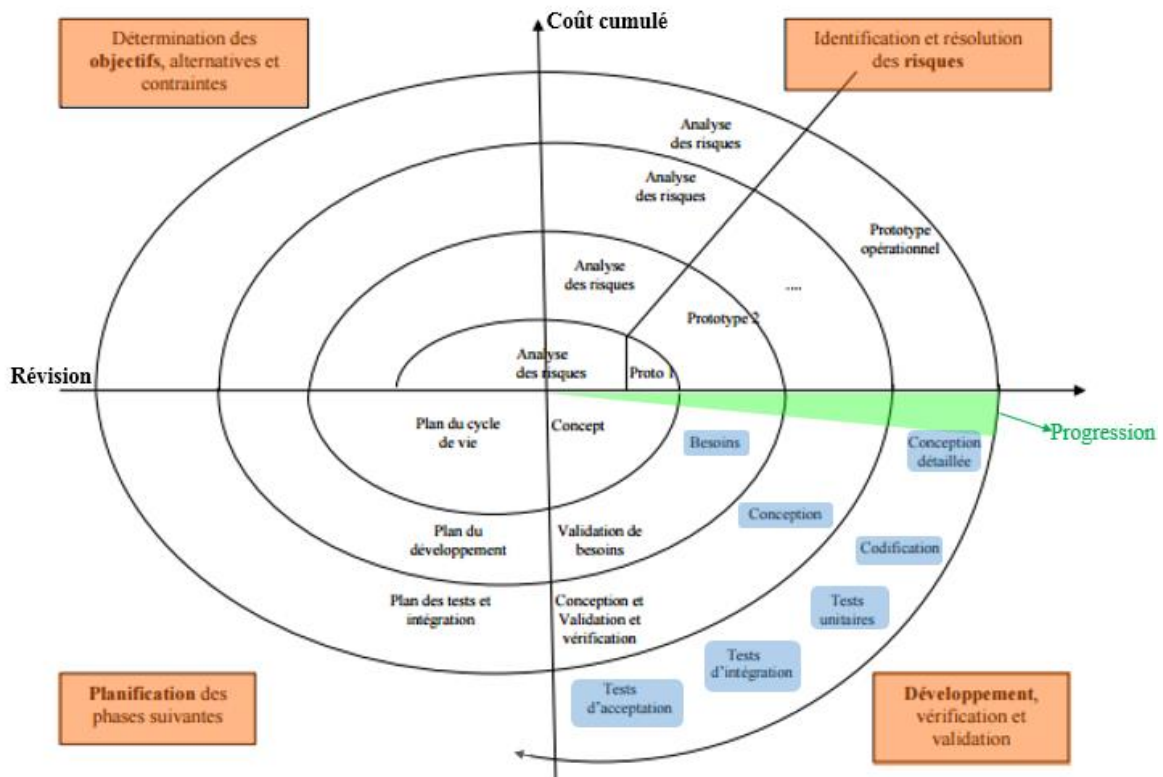 Coût cumulé
Détermination des
objectifs, alternatives et
contraintes
Identification et résolution
des risques
Analyse
des risques
Analyse
des risques
Prototype
opérationnel
Analyse
des risques
....
Prototype 2
Analyse
des risques
Proto 1
Révision
Progression
Plan du cycle
de vie
Concept
Besoins
Conception
détaillée
Conception
Plan du
développement
Validation de
besoins
Codification
Plan des tests et
intégration
Conception et
Validation et
vérification
Tests
unitaires
Tests
d'intégration
Tests
d'acceptation
Planification des
phases suivantes
Développement,
vérification et
validation